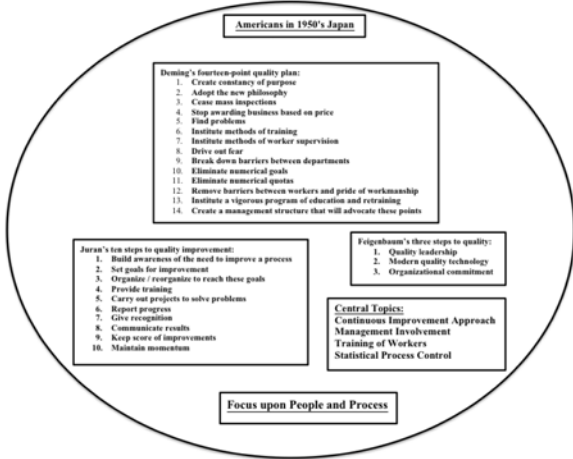 Americans in 1950's Japan
Deming's fourteen-point quality plan:
1. Create constancy of purpose
2. Adopt the new philosophy
3. Cease mass inspections
4. Stop awarding business based on price
5. Find problems
6. Institute methods of training
7. Institute methods of worker supervision
8. Drive out fear
9. Break down barriers between departments
10. Eliminate numerical goals
11. Eliminate numerical quotas
12. Remove barriers between workers and pride of workmanship
13. Institute a vigorous program of education and retraining
14. Create a management structure that will advocate these points
Juran's ten steps to quality improvement:
1. Build awareness of the need to improve a process
2. Set goals for improvement
3. Organize / reorganize to reach these goals
4. Provide training
5. Carry out projects to solve problems
6. Report progress
7. Give recognition
8. Communicate results
9. Keep score of improvements
10. Maintain momentum
Feigenbaum's three steps to quality:
1. Quality leadership
2. Modern quality technology
3. Organizational commitment
Central Topics:
Continuous Improvement Approach
Management Involvement
Training of Workers
Statistical Process Control
Focus upon People and Process